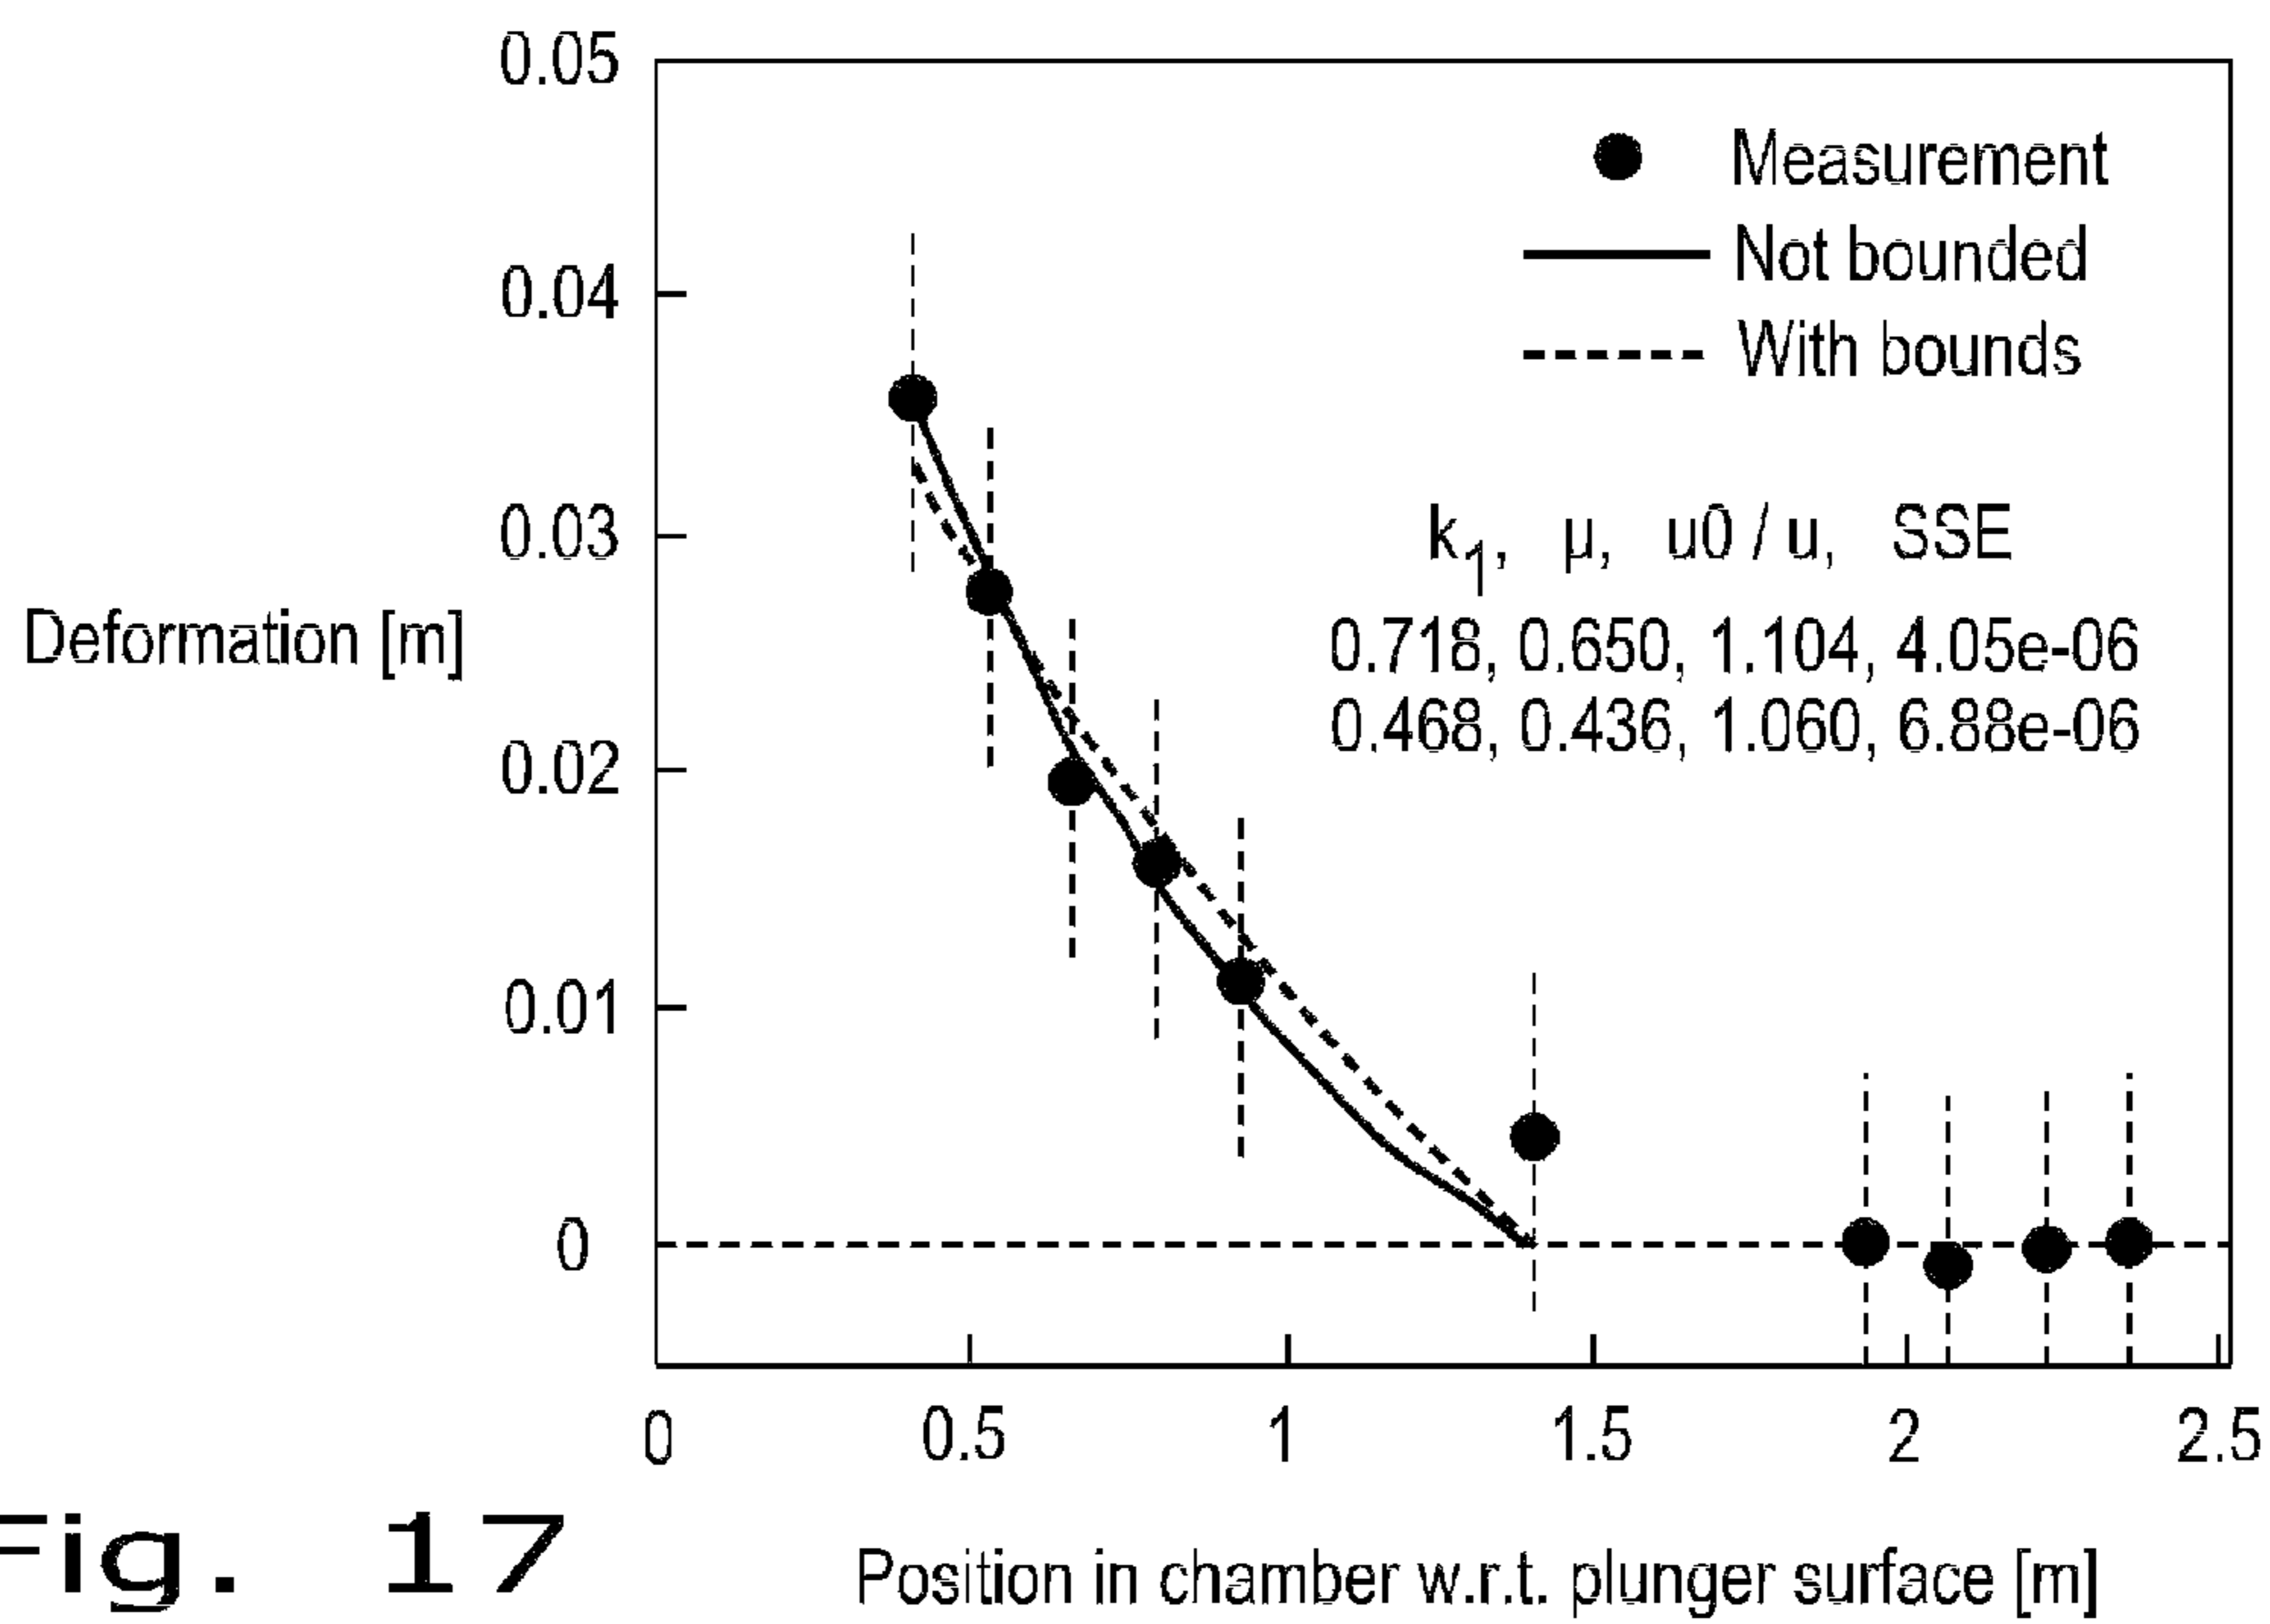 0.05
Measurement
Not bounded
0.04
With bounds
0.03
k1, μ, u0 / u, SSE
Deformation [m]
0.718, 0.650, 1.104, 4.05e-06
0.468, 0.436, 1.060, 6.88e-06
0.02
0.01
0
0 0.5 1 1.5 2 2.5
Position in chamber w.r.t. plunger surface [m]
Fig. 17